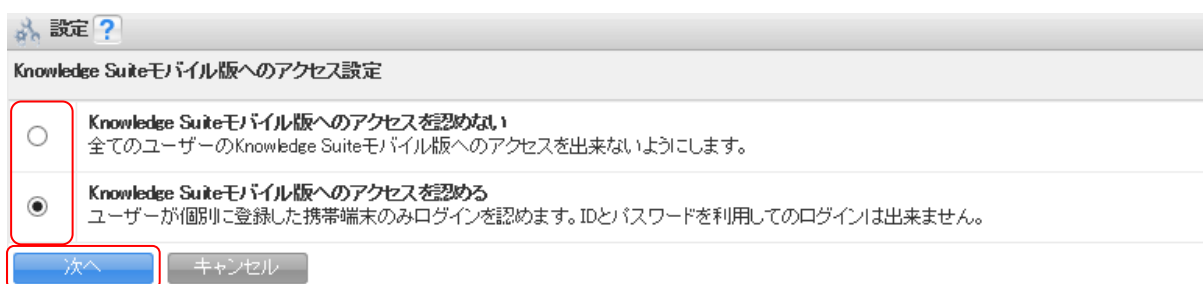 設定 ?
Knowledge Suiteモバイル版へのアクセス設定
Knowledge Suiteモバイル版へのアクセスを認めない
全てのユーザーのKnowledge Suiteモバイル版へのアクセスを出来ないようにします。
Knowledge Suiteモバイル版へのアクセスを認める
ユーザーが個別に登録した携帯端末のみログインを認めます。IDとパスワードを利用してのログインは出来ません。
次へ キャンセル